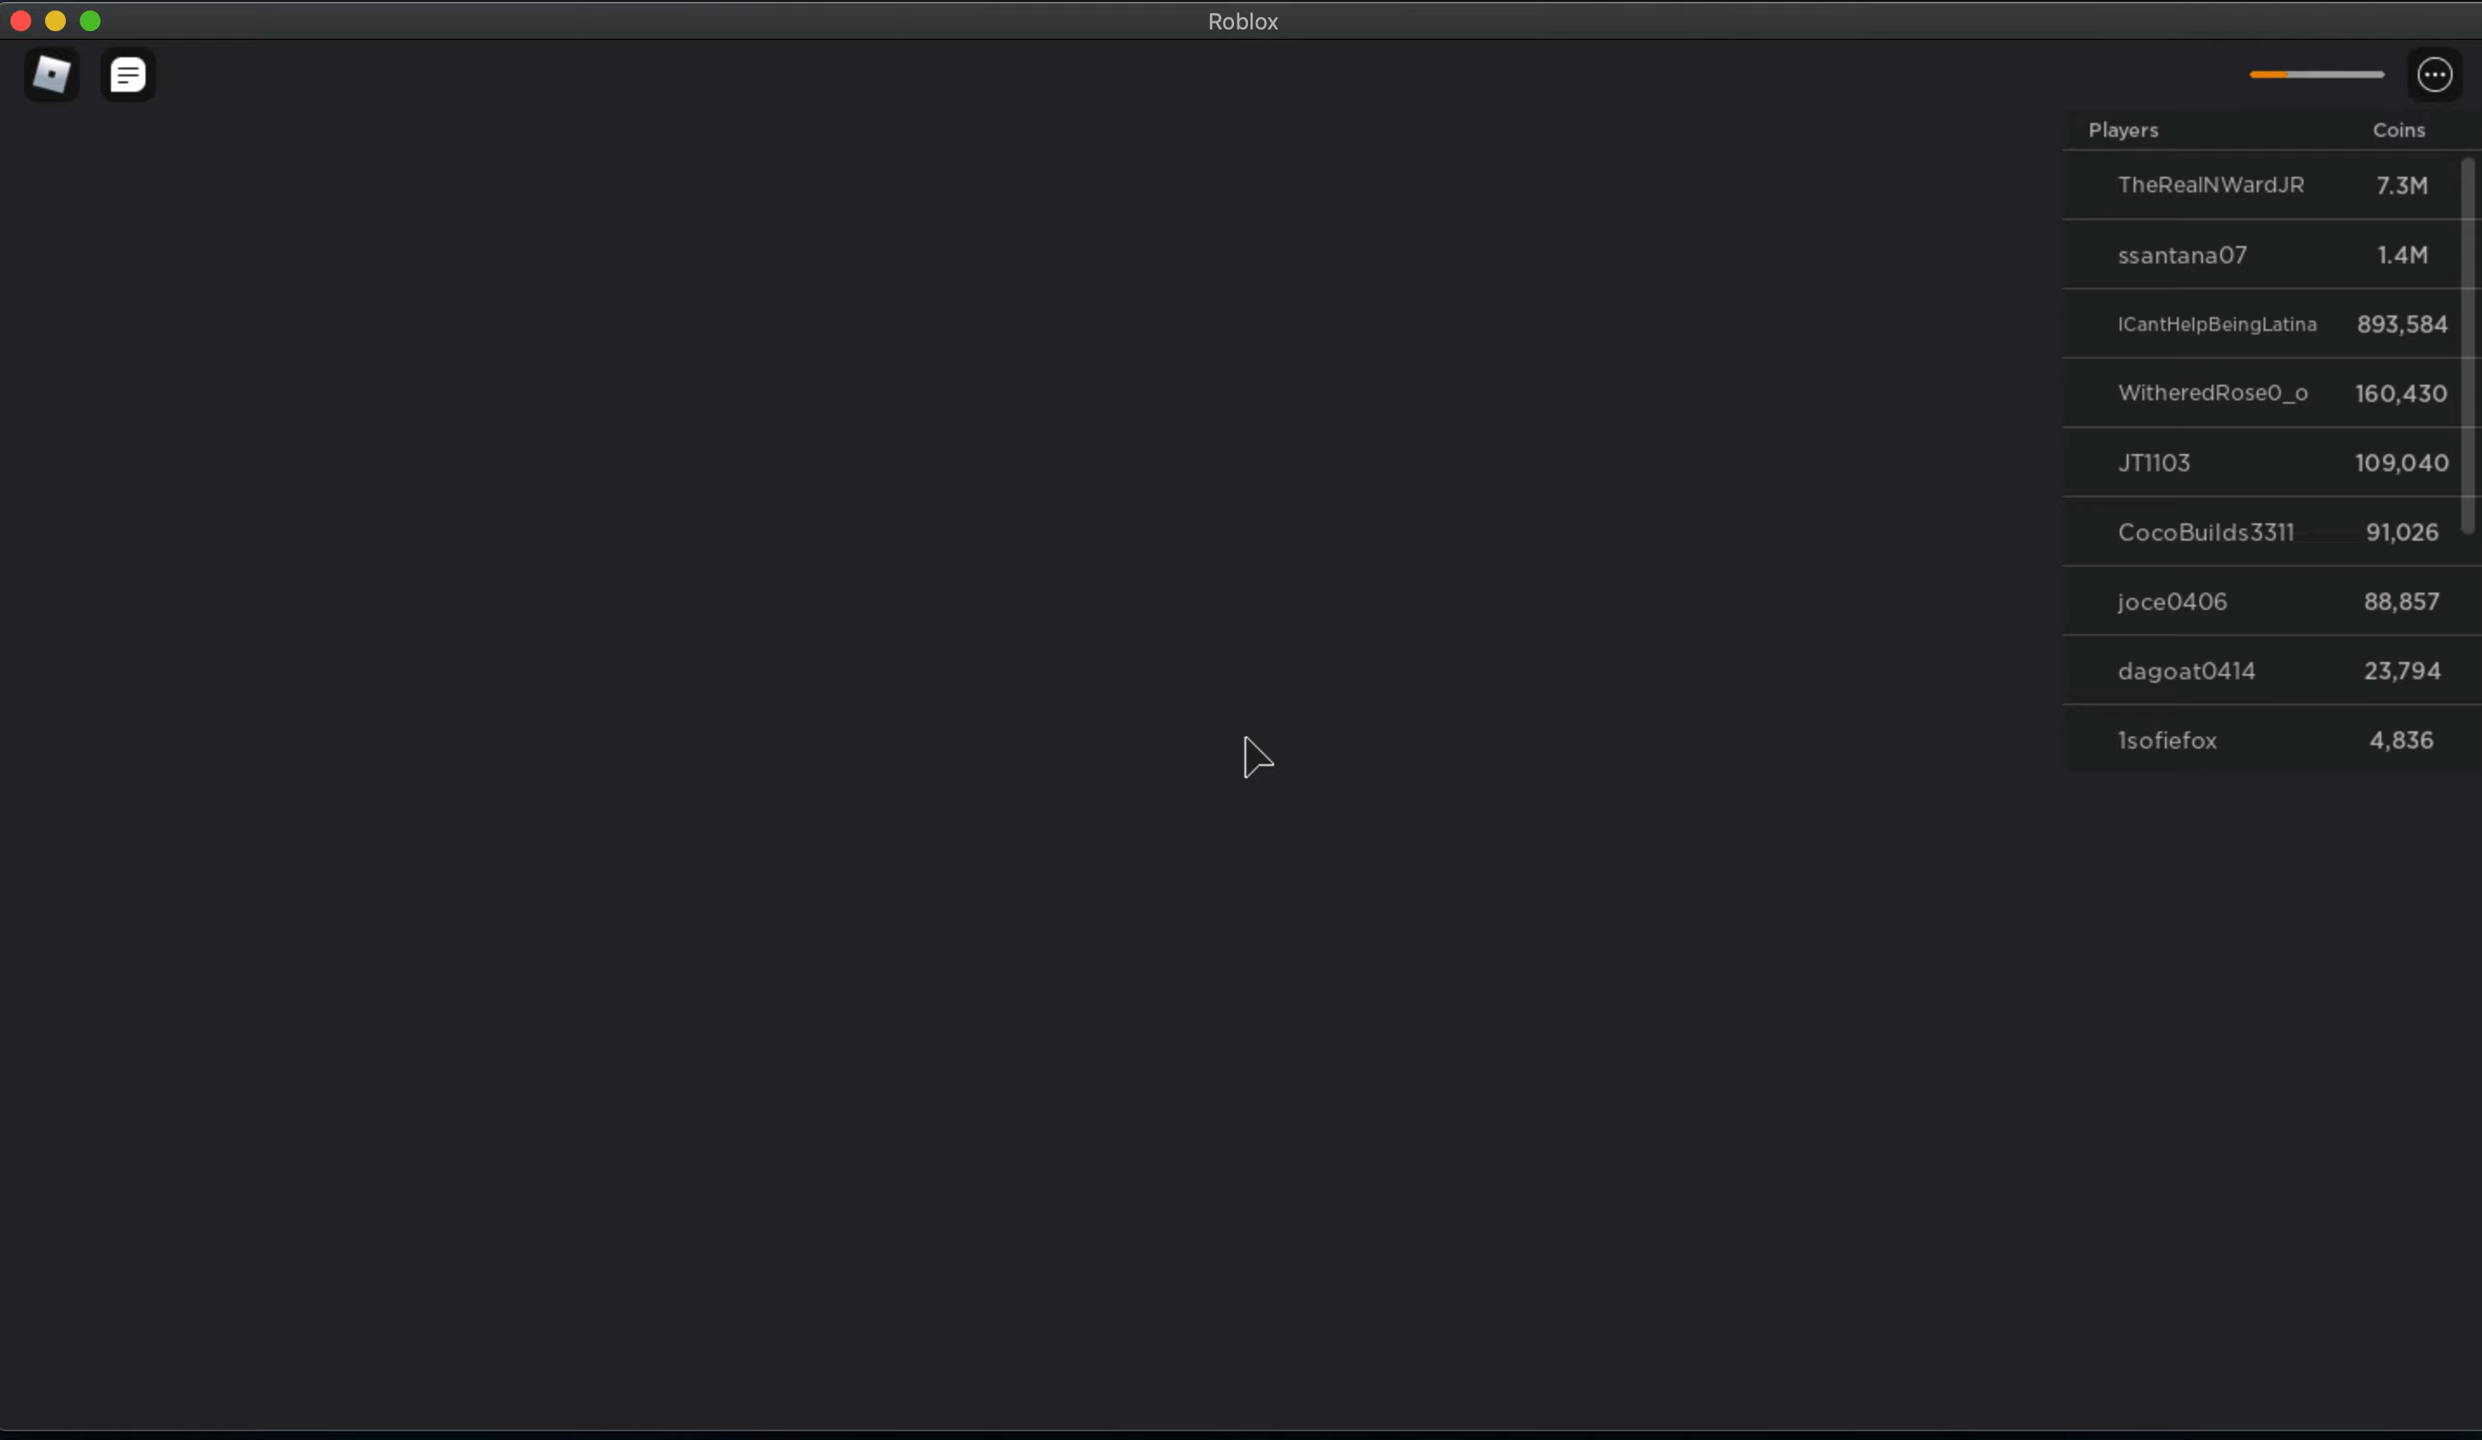 Roblox
Players Coins
TheRealNWardJR 7.3M
ssantana07 1.4M
ICantHelpBeingLatina 893,584
WitheredRose0_o 160,430
JT1103 109,040
CocoBuilds3311 91,026
joce0406 88,857
dagoat0414 23,794
1sofiefox 4,836